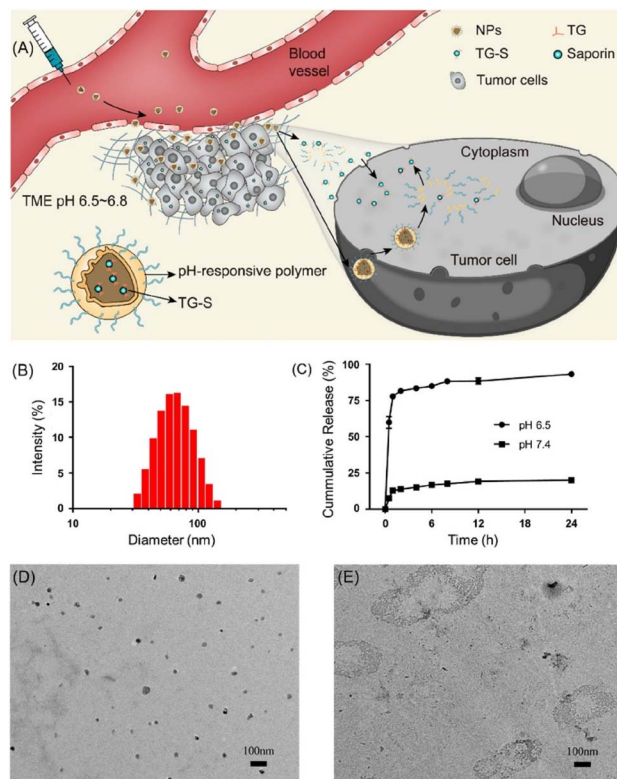 (A)
Blood
vessel
NPs
TG
TG-S
Saporin
Tumor cells
TME pH 6.5~6.8
Cytoplasm
Nucleus
Tumor cell
pH-responsive polymer
TG-S
(B)
Intensity (%)
20
15
10
5
0
10
100
Diameter (nm)
(C)
Cummulative Release (%)
100
75
50
25
0
pH 6.5
pH 7.4
0
6
12
18
24
Time (h)
(D)
100nm
(E)
100nm